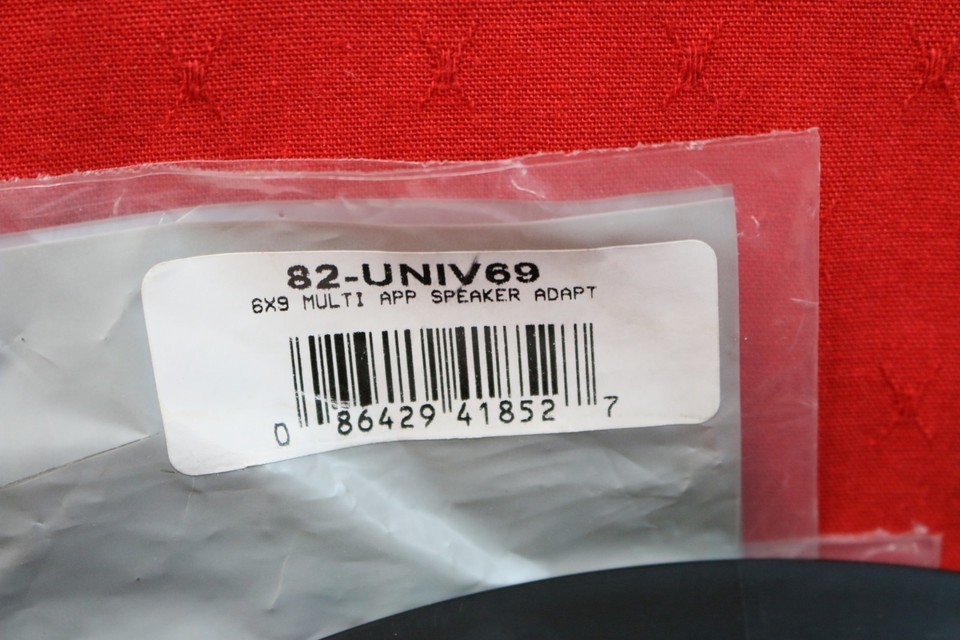 82-UNIV69
6X9 MULTI APP SPEAKER ADAPT
0 86429 41852 7